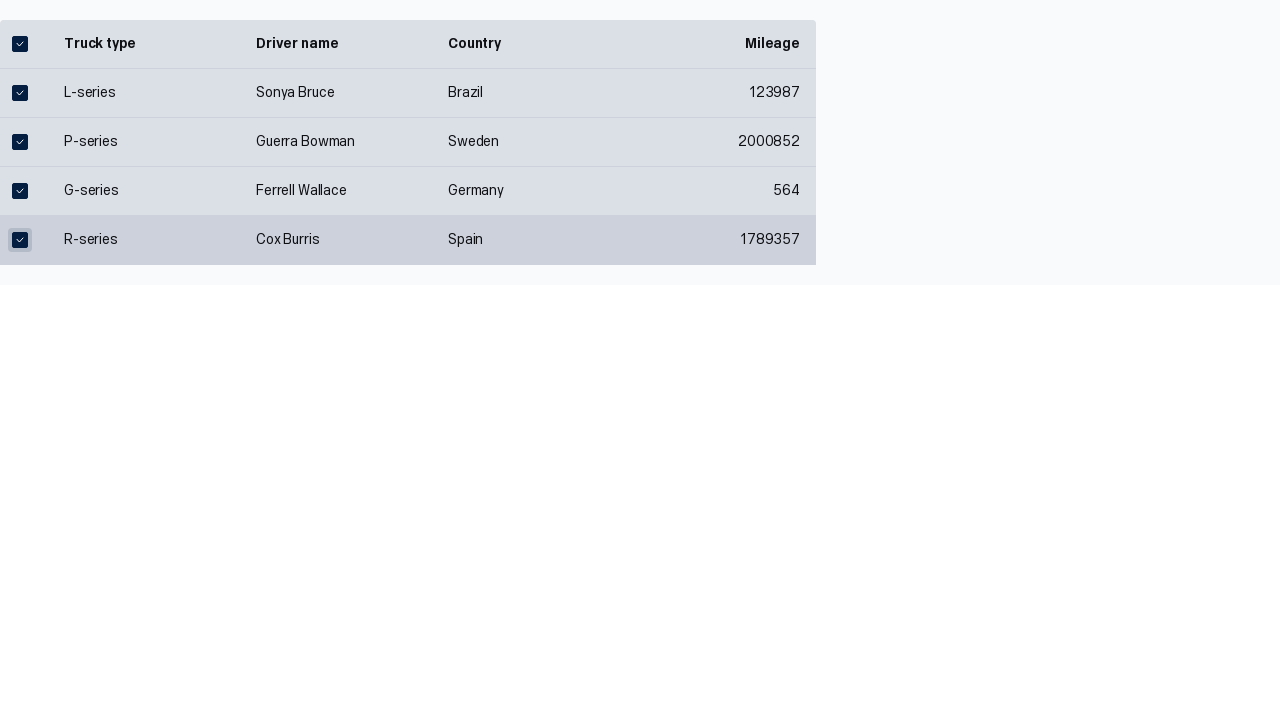 Truck type Driver name Country Mileage
L-series Sonya Bruce Brazil 123987
P-series Guerra Bowman Sweden 2000852
G-series Ferrell Wallace Germany 564
R-series Cox Burris Spain 1789357